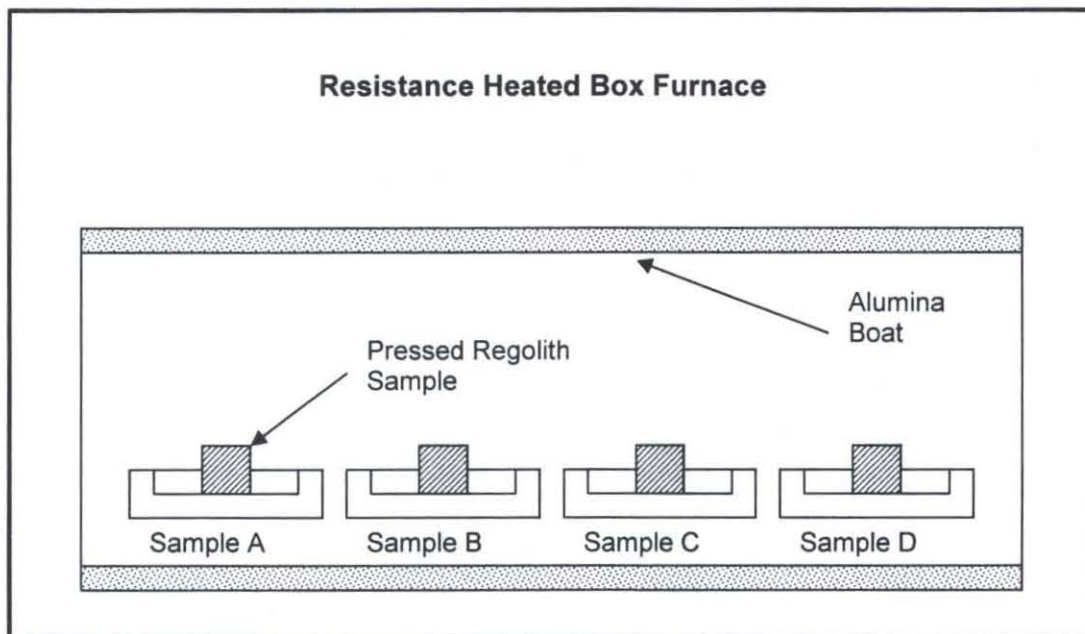 Resistance Heated Box Furnace
Alumina
Boat
Pressed Regolith
Sample
Sample A
Sample B
Sample C
Sample D